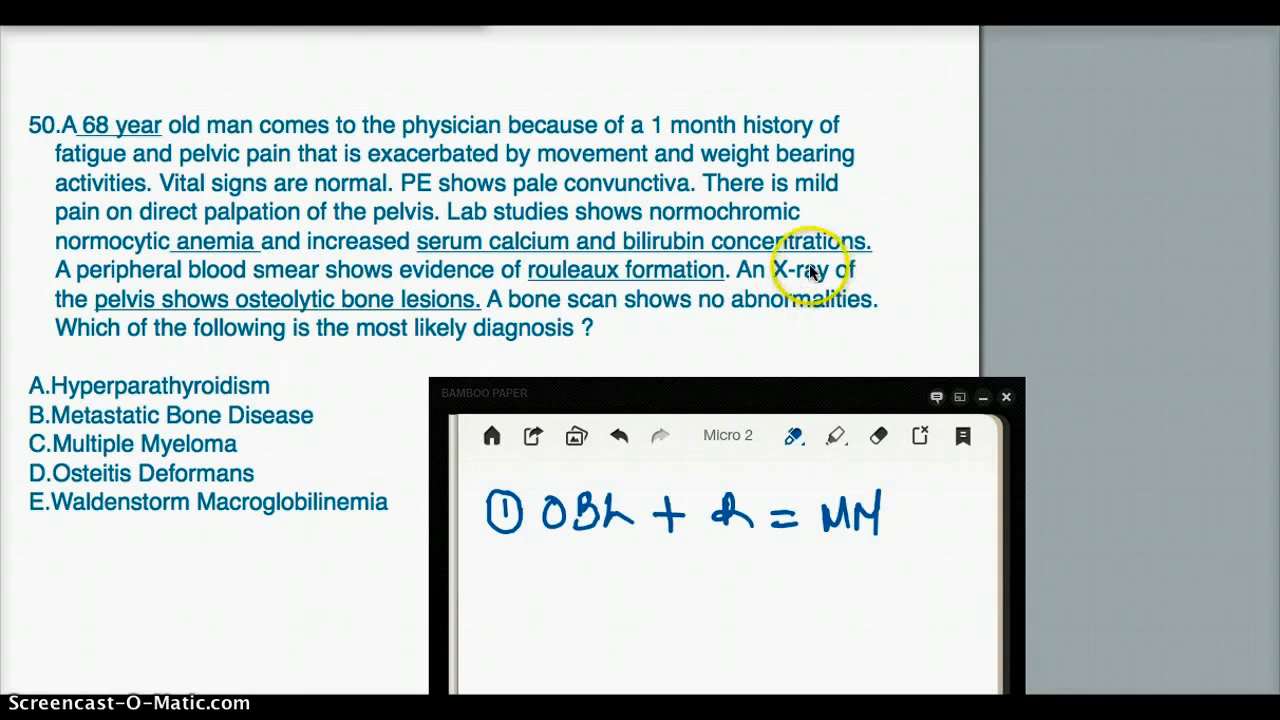 50.A 68 year old man comes to the physician because of a 1 month history of
fatigue and pelvic pain that is exacerbated by movement and weight bearing
activities. Vital signs are normal. PE shows pale convunctiva. There is mild
pain on direct palpation of the pelvis. Lab studies shows normochromic
normocytic anemia and increased serum calcium and bilirubin concentrations.
A peripheral blood smear shows evidence of rouleaux formation. An X-ray of
the pelvis shows osteolytic bone lesions. A bone scan shows no abnormalities.
Which of the following is the most likely diagnosis ?
A.Hyperparathyroidism
B.Metastatic Bone Disease
C.Multiple Myeloma
D.Osteitis Deformans
E.Waldenstorm Macroglobilinemia
BAMBOO PAPER
Micro 2
① OBL + = MM
Screencast-O-Matic.com